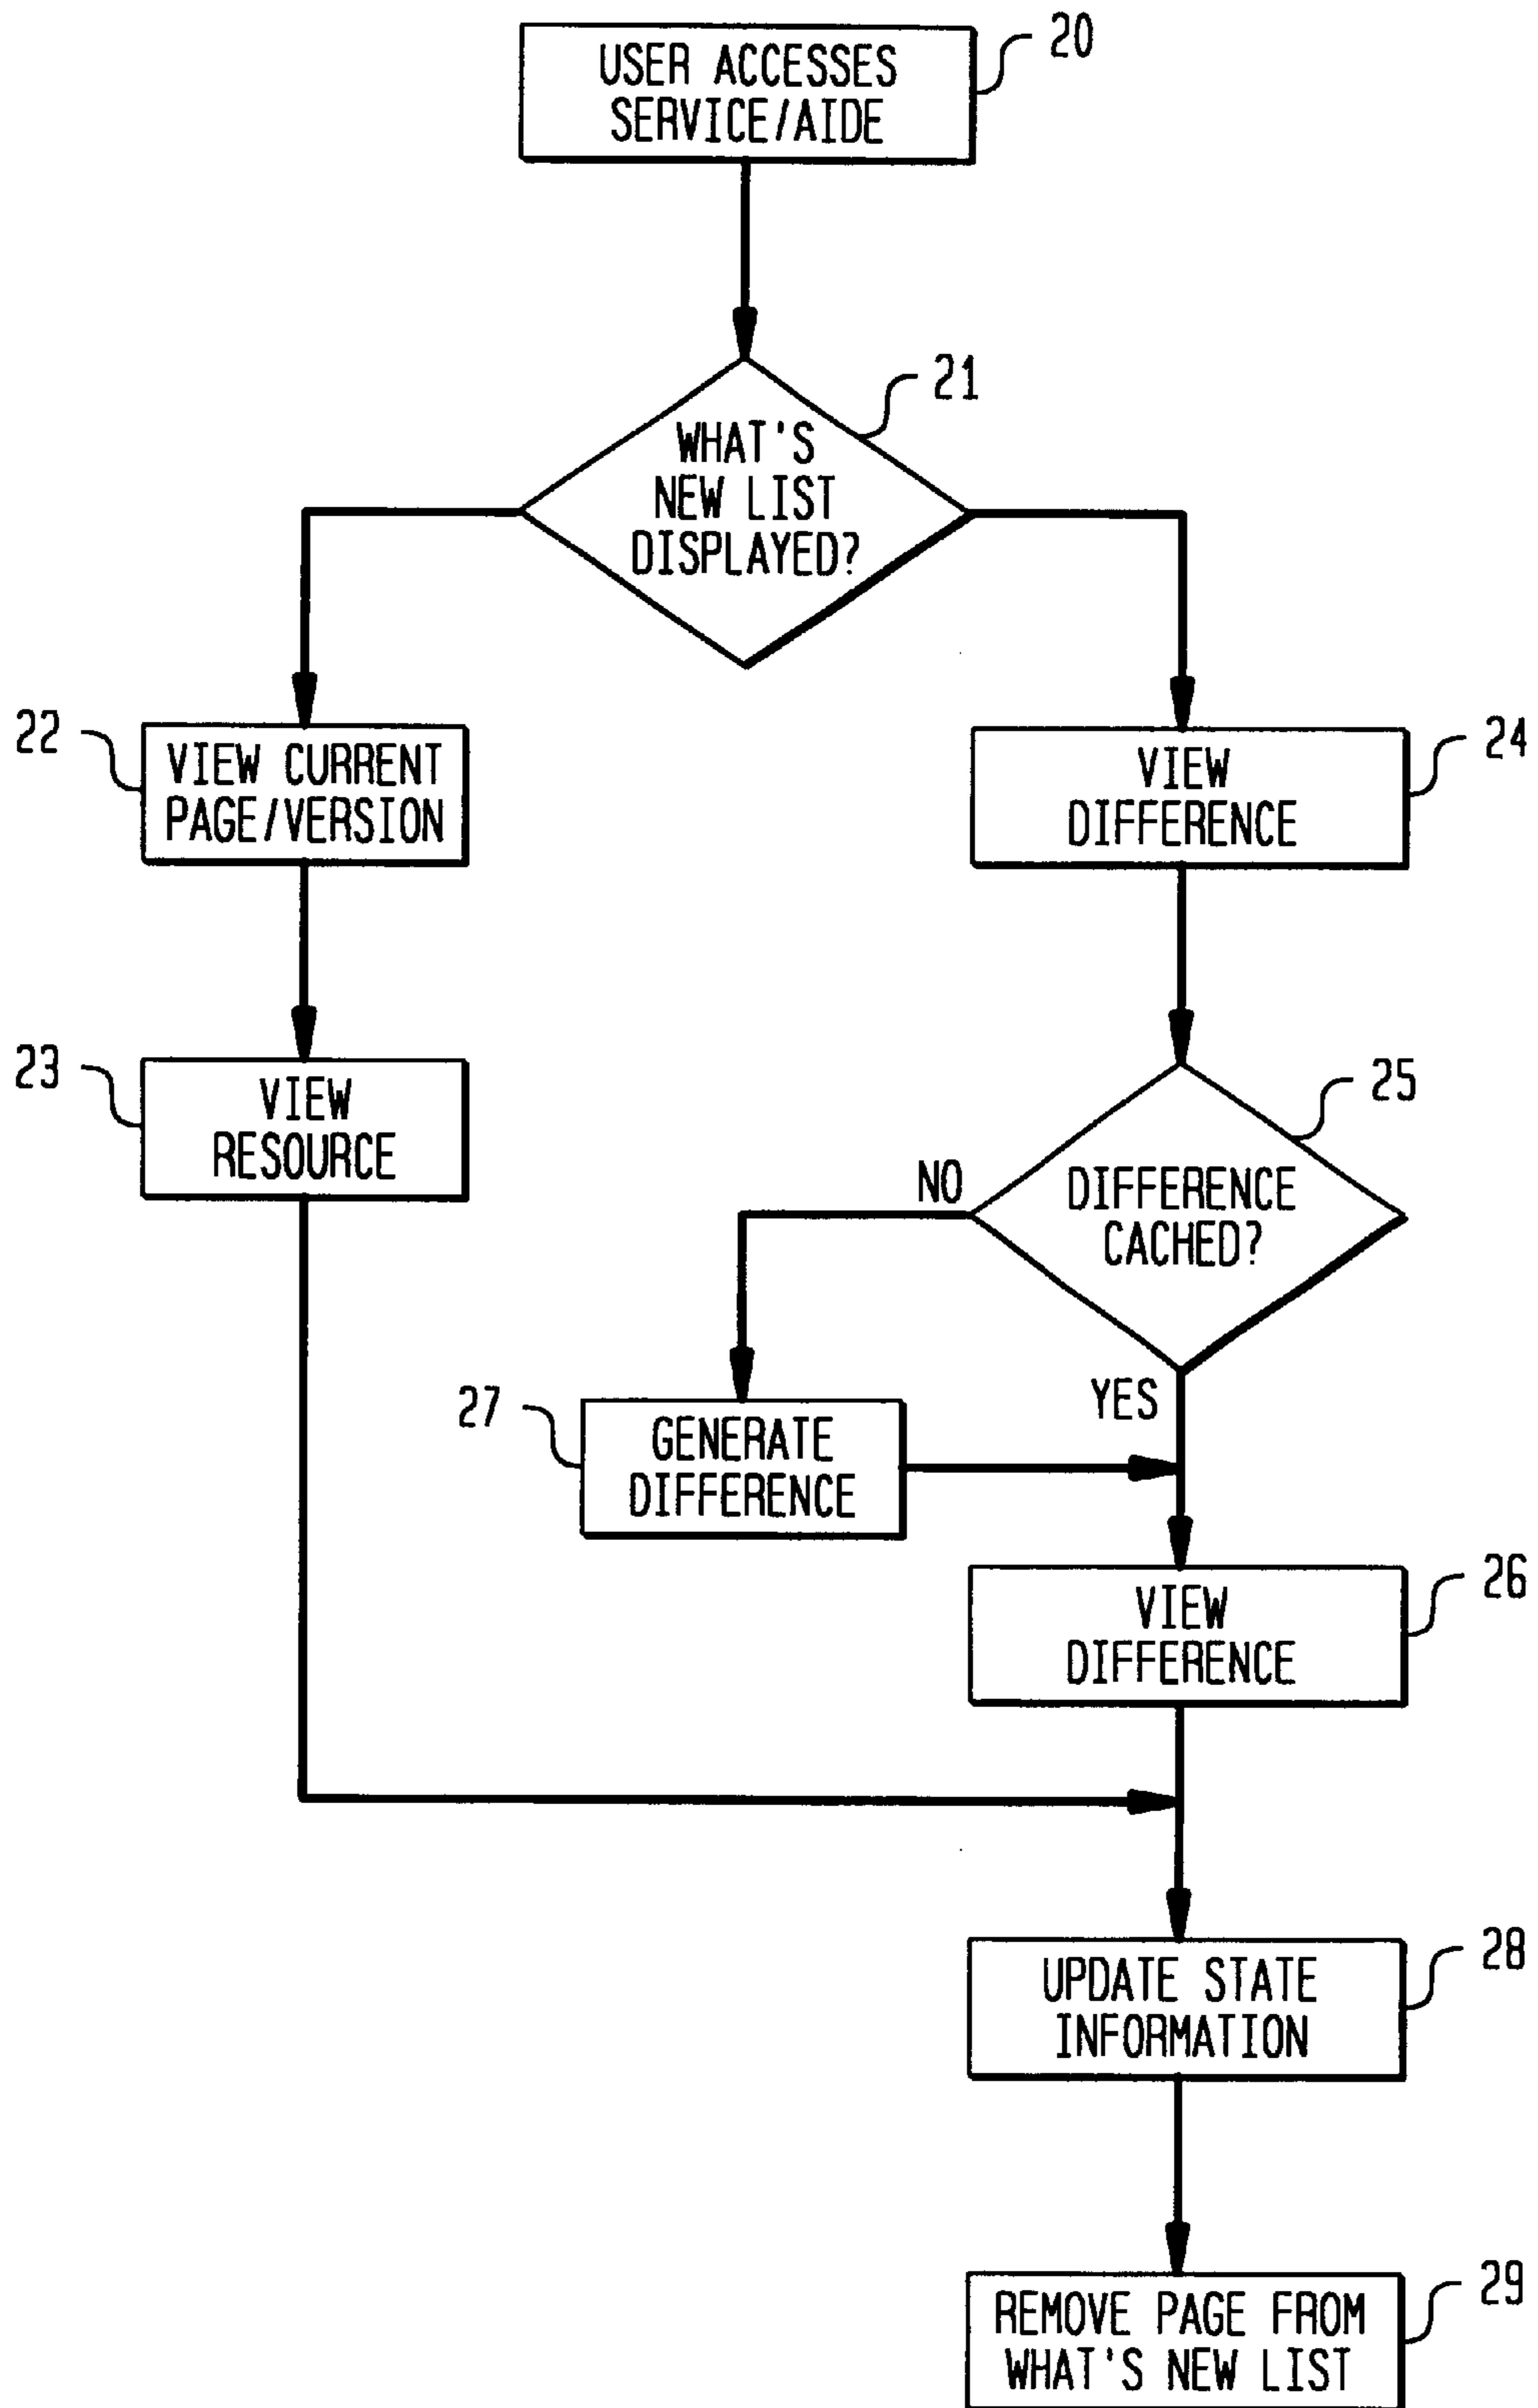 USER ACCESSES
SERVICE/AIDE
20
WHAT'S
NEW LIST
DISPLAYED?
21
22
VIEW CURRENT
PAGE/VERSION
VIEW
DIFFERENCE
24
23
VIEW
RESOURCE
25
DIFFERENCE
CACHED?
NO
YES
27
GENERATE
DIFFERENCE
VIEW
DIFFERENCE
26
UPDATE STATE
INFORMATION
28
REMOVE PAGE FROM
WHAT'S NEW LIST
29